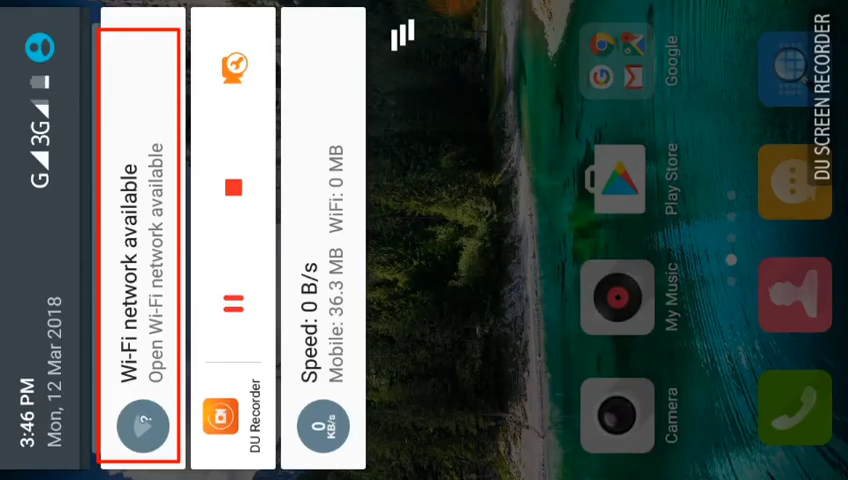 3:46 PM
Mon, 12 Mar 2018
G 3G
Wi-Fi network available
Open Wi-Fi network available
DU Recorder
0
KB/s
Speed: 0 B/s
Mobile: 36.3 MB WiFi: 0 MB
Camera
My Music
Play Store
Google
DU SCREEN RECORDER